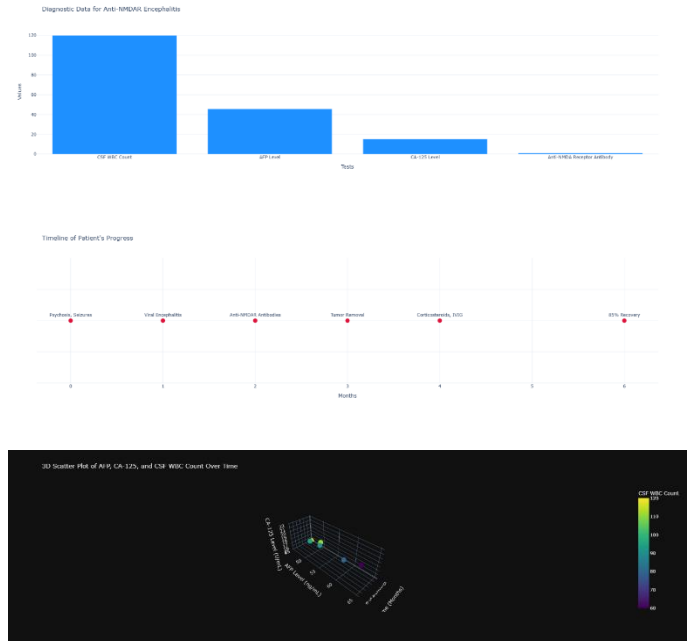 Diagnostic Data for Anti-NMDAR Encephalitis
120
100
80
60
40
20
0
Values
CSF WBC Count
AFP Level
CA-125 Level
Anti-NMDA Receptor Antibody
Tests
Timeline of Patient's Progress
Psychosis, Seizures
Viral Encephalitis
Anti-NMDAR Antibodies
Tumor Removal
Corticosteroids, IVIG
85% Recovery
0
1
2
3
4
5
6
Months
3D Scatter Plot of AFP, CA-125, and CSF WBC Count Over Time
CSF WBC Count
120
110
100
90
80
70
60
CA-125 Level (U/mL)
AFP Level (ng/mL)
(Months)